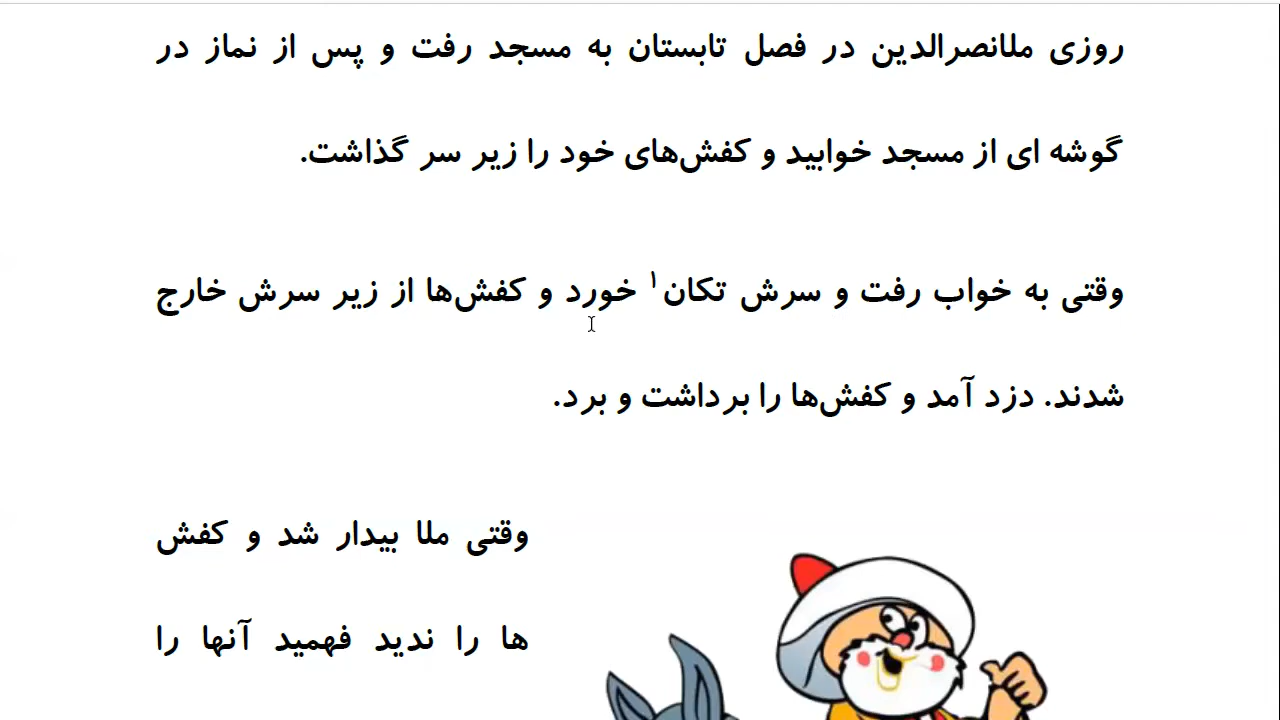 روزی ملانصرالدین در فصل تابستان به مسجد رفت و پس از نماز در
گوشه ای از مسجد خوابید و کفش‌های خود را زیر سر گذاشت.
وقتی به خواب رفت و سرش تکان۱ خورد و کفش‌ها از زیر سرش خارج
شدند. دزد آمد و کفش‌ها را برداشت و برد.
وقتی ملا بیدار شد و کفش
ها را ندید فهمید آنها را